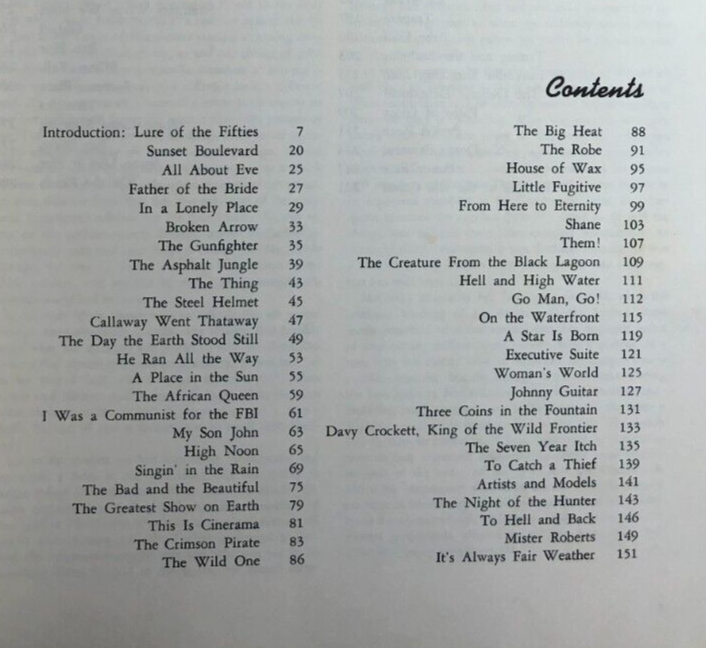 Contents
Introduction: Lure of the Fifties 7
Sunset Boulevard 20
All About Eve 25
Father of the Bride 27
In a Lonely Place 29
Broken Arrow 33
The Gunfighter 35
The Asphalt Jungle 39
The Thing 43
The Steel Helmet 45
Callaway Went Thataway 47
The Day the Earth Stood Still 49
He Ran All the Way 53
A Place in the Sun 55
The African Queen 59
I Was a Communist for the FBI 61
My Son John 63
High Noon 65
Singin' in the Rain 69
The Bad and the Beautiful 75
The Greatest Show on Earth 79
This Is Cinerama 81
The Crimson Pirate 83
The Wild One 86
The Big Heat 88
The Robe 91
House of Wax 95
Little Fugitive 97
From Here to Eternity 99
Shane 103
Them! 107
The Creature From the Black Lagoon 109
Hell and High Water 111
Go Man, Go! 112
On the Waterfront 115
A Star Is Born 119
Executive Suite 121
Woman's World 125
Johnny Guitar 127
Three Coins in the Fountain 131
Davy Crockett, King of the Wild Frontier 133
The Seven Year Itch 135
To Catch a Thief 139
Artists and Models 141
The Night of the Hunter 143
To Hell and Back 146
Mister Roberts 149
It's Always Fair Weather 151